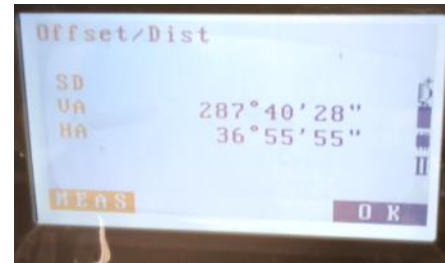 Offset/Dist
SD
VA 287°40'28"
HA 36°55'55"
MEAS OK